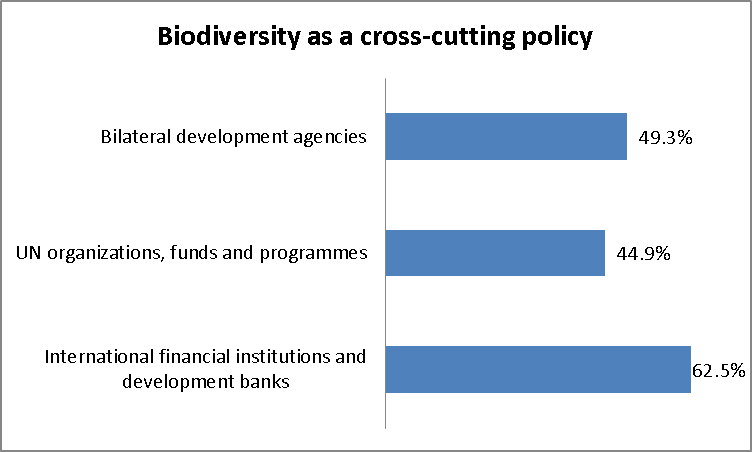 Biodiversity as a cross-cutting policy
Bilateral development agencies
49.3%
UN organizations, funds and programmes
44.9%
International financial institutions and
development banks
62.5%